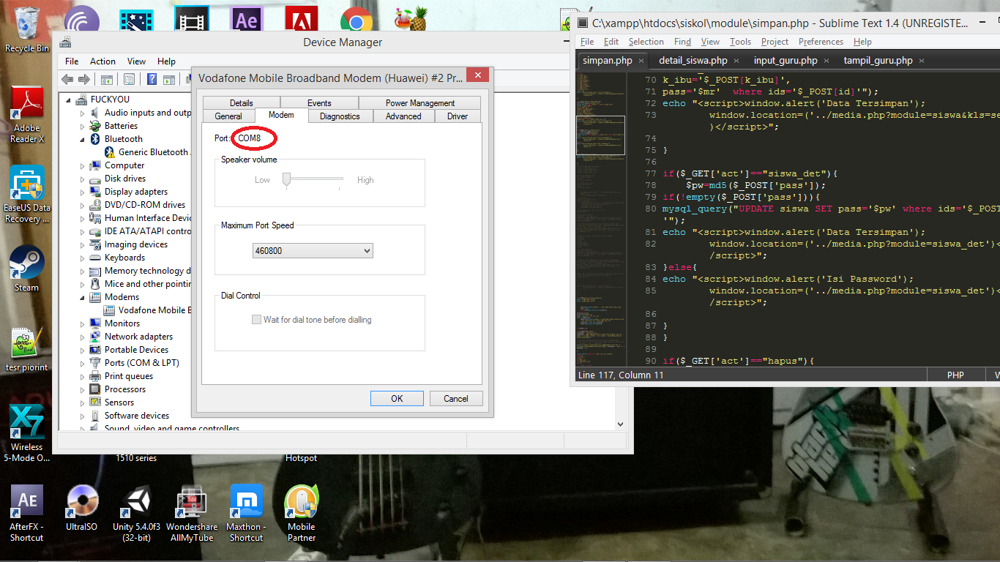 Recycle Bin
Adobe
Reader X
EaseUS Data
Recovery ...
Steam
tesr piorint
Wireless
5-Mode O...
1510 series
Hotspot
AfterFX -
Shortcut
UltraISO
Unity 5.4.0f3
(32-bit)
Wondershare
AllMyTube
Maxthon -
Shortcut
Mobile
Partner
Device Manager
File Action View Help
FUCKYOU
Audio inputs and outp
Batteries
Bluetooth
Generic Bluetooth
Computer
Disk drives
Display adapters
DVD/CD-ROM drives
Human Interface Devic
IDE ATA/ATAPI contro
Imaging devices
Keyboards
Memory technology d
Mice and other pointin
Modems
Vodafone Mobile B
Monitors
Network adapters
Portable Devices
Ports (COM & LPT)
Print queues
Processors
Sensors
Software devices
Sound, video and game controllers
Vodafone Mobile Broadband Modem (Huawei) #2 Pr...
Details Events Power Management
General Modem Diagnostics Advanced Driver
Port: COM8
Speaker volume
Low High
Maximum Port Speed
460800
Dial Control
Wait for dial tone before dialling
OK Cancel
C:\xampp\htdocs\siskol\module\simpan.php - Sublime Text 1.4 (UNREGISTE...
File Edit Selection Find View Tools Project Preferences Help
simpan.php × detail_siswa.php × input_guru.php × tampil_guru.php ×
70 k_ibu='$_POST[k_ibu]',
71 pass='$mr' where ids='$_POST[id]'");
72 echo "<script>window.alert('Data Tersimpan');
73 window.location=('../media.php?module=siswa&kls=se
)</script>";
74
75 }
76
77 if($_GET['act']=="siswa_det"){
78 $pw=md5($_POST['pass']);
79 if(!empty($_POST['pass'])){
80 mysql_query("UPDATE siswa SET pass='$pw' where ids='$_POST
'");
81 echo "<script>window.alert('Data Tersimpan');
82 window.location=('../media.php?module=siswa_det')<
/script>";
83 }else{
84 echo "<script>window.alert('Isi Password');
85 window.location=('../media.php?module=siswa_det')<
/script>";
86
87 }
88 }
89
90 if($_GET['act']=="hapus"){
Line 117, Column 11 PHP